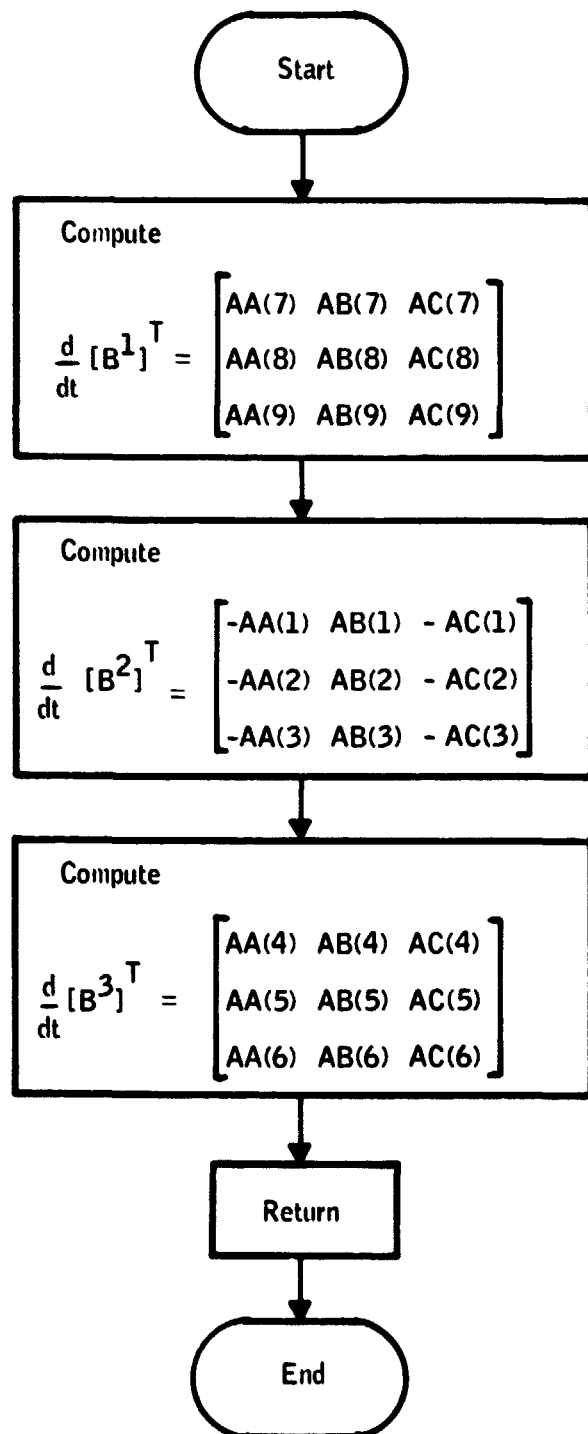 Start
Compute
d/dt [B^1]^T = [AA(7) AB(7) AC(7)
AA(8) AB(8) AC(8)
AA(9) AB(9) AC(9)]
Compute
d/dt [B^2]^T = [-AA(1) AB(1) - AC(1)
-AA(2) AB(2) - AC(2)
-AA(3) AB(3) - AC(3)]
Compute
d/dt [B^3]^T = [AA(4) AB(4) AC(4)
AA(5) AB(5) AC(5)
AA(6) AB(6) AC(6)]
Return
End